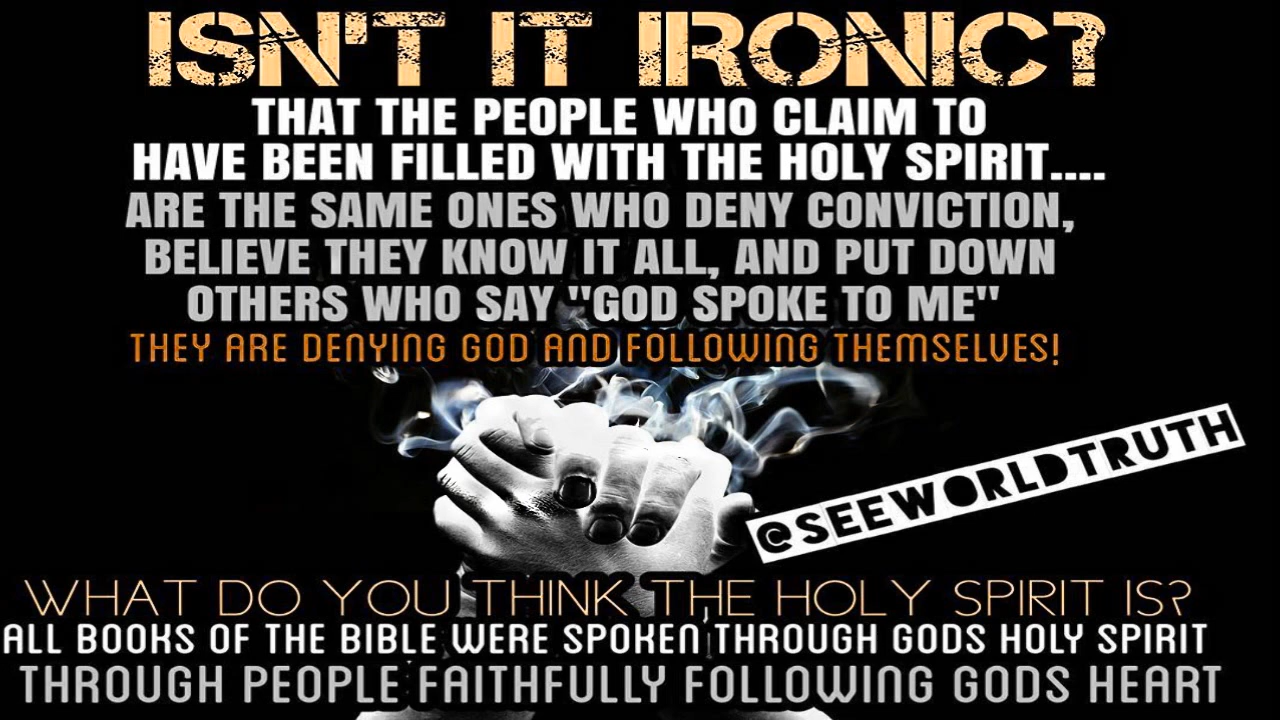 ISN'T IT IRONIC?
THAT THE PEOPLE WHO CLAIM TO
HAVE BEEN FILLED WITH THE HOLY SPIRIT....
ARE THE SAME ONES WHO DENY CONVICTION,
BELIEVE THEY KNOW IT ALL, AND PUT DOWN
OTHERS WHO SAY "GOD SPOKE TO ME"
THEY ARE DENYING GOD AND FOLLOWING THEMSELVES!
@SEEWORLDTRUTH
WHAT DO YOU THINK THE HOLY SPIRIT IS?
ALL BOOKS OF THE BIBLE WERE SPOKEN THROUGH GODS HOLY SPIRIT
THROUGH PEOPLE FAITHFULLY FOLLOWING GODS HEART